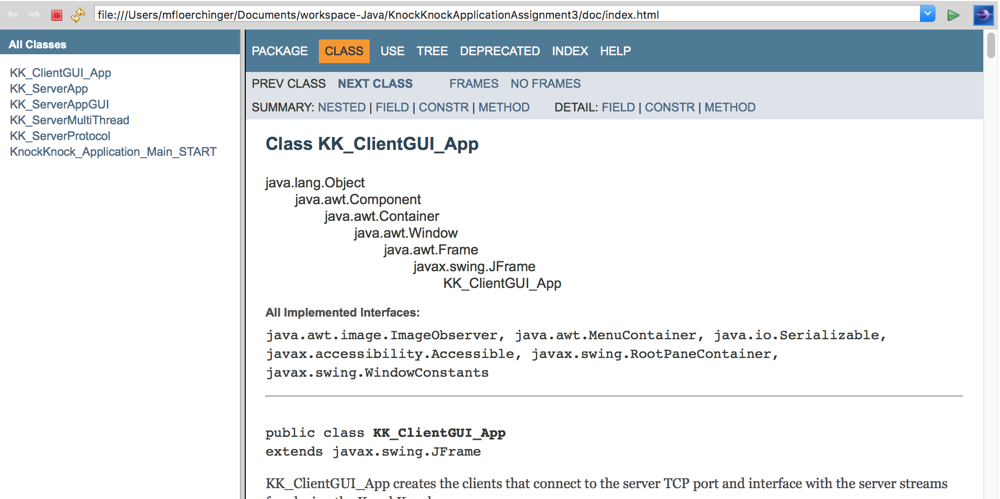 file:///Users/mfloerchinger/Documents/workspace-Java/KnockKnockApplicationAssignment3/doc/index.html
All Classes
KK_ClientGUI_App
KK_ServerApp
KK_ServerAppGUI
KK_ServerMultiThread
KK_ServerProtocol
KnockKnock_Application_Main_START
PACKAGE CLASS USE TREE DEPRECATED INDEX HELP
PREV CLASS NEXT CLASS FRAMES NO FRAMES
SUMMARY: NESTED | FIELD | CONSTR | METHOD DETAIL: FIELD | CONSTR | METHOD
Class KK_ClientGUI_App
java.lang.Object
java.awt.Component
java.awt.Container
java.awt.Window
java.awt.Frame
javax.swing.JFrame
KK_ClientGUI_App
All Implemented Interfaces:
java.awt.image.ImageObserver, java.awt.MenuContainer, java.io.Serializable,
javax.accessibility.Accessible, javax.swing.RootPaneContainer,
javax.swing.WindowConstants
public class KK_ClientGUI_App
extends javax.swing.JFrame
KK_ClientGUI_App creates the clients that connect to the server TCP port and interface with the server streams